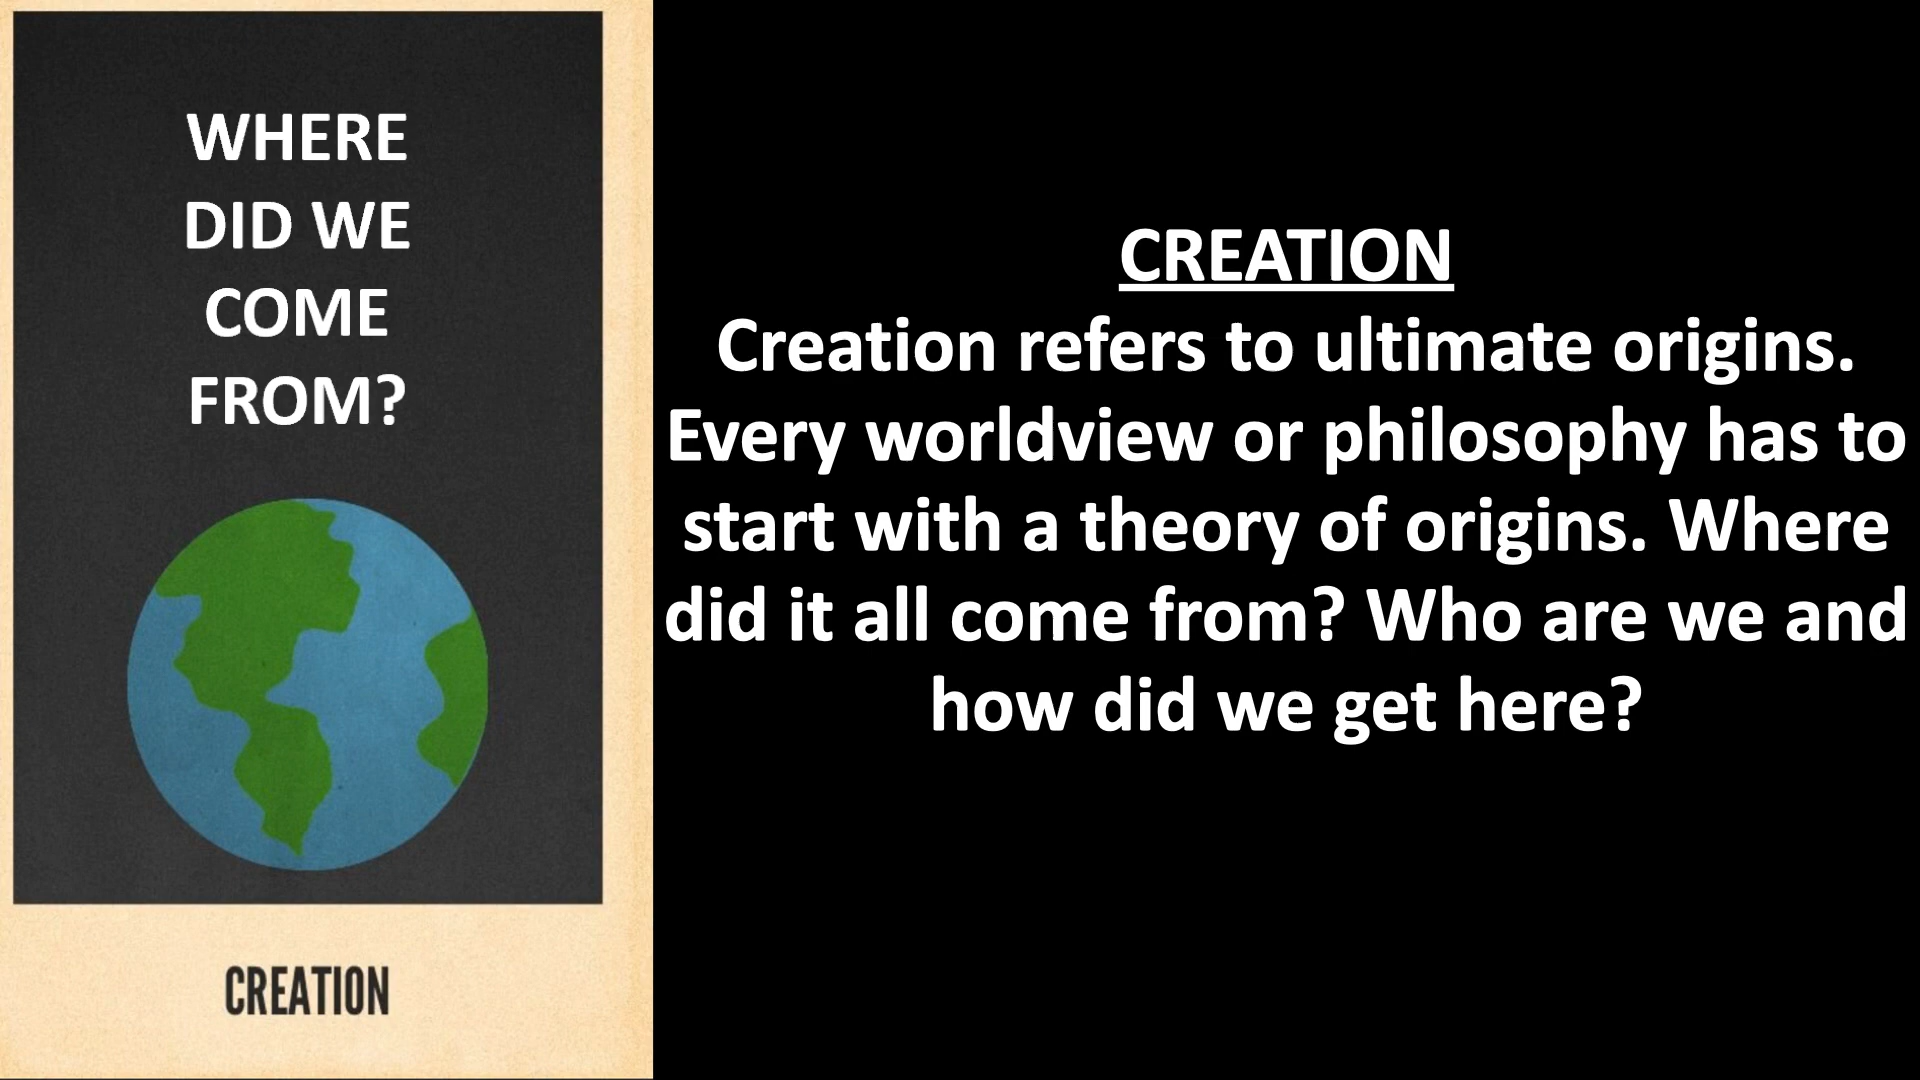 WHERE
DID WE
COME
FROM?
CREATION
CREATION
Creation refers to ultimate origins.
Every worldview or philosophy has to
start with a theory of origins. Where
did it all come from? Who are we and
how did we get here?